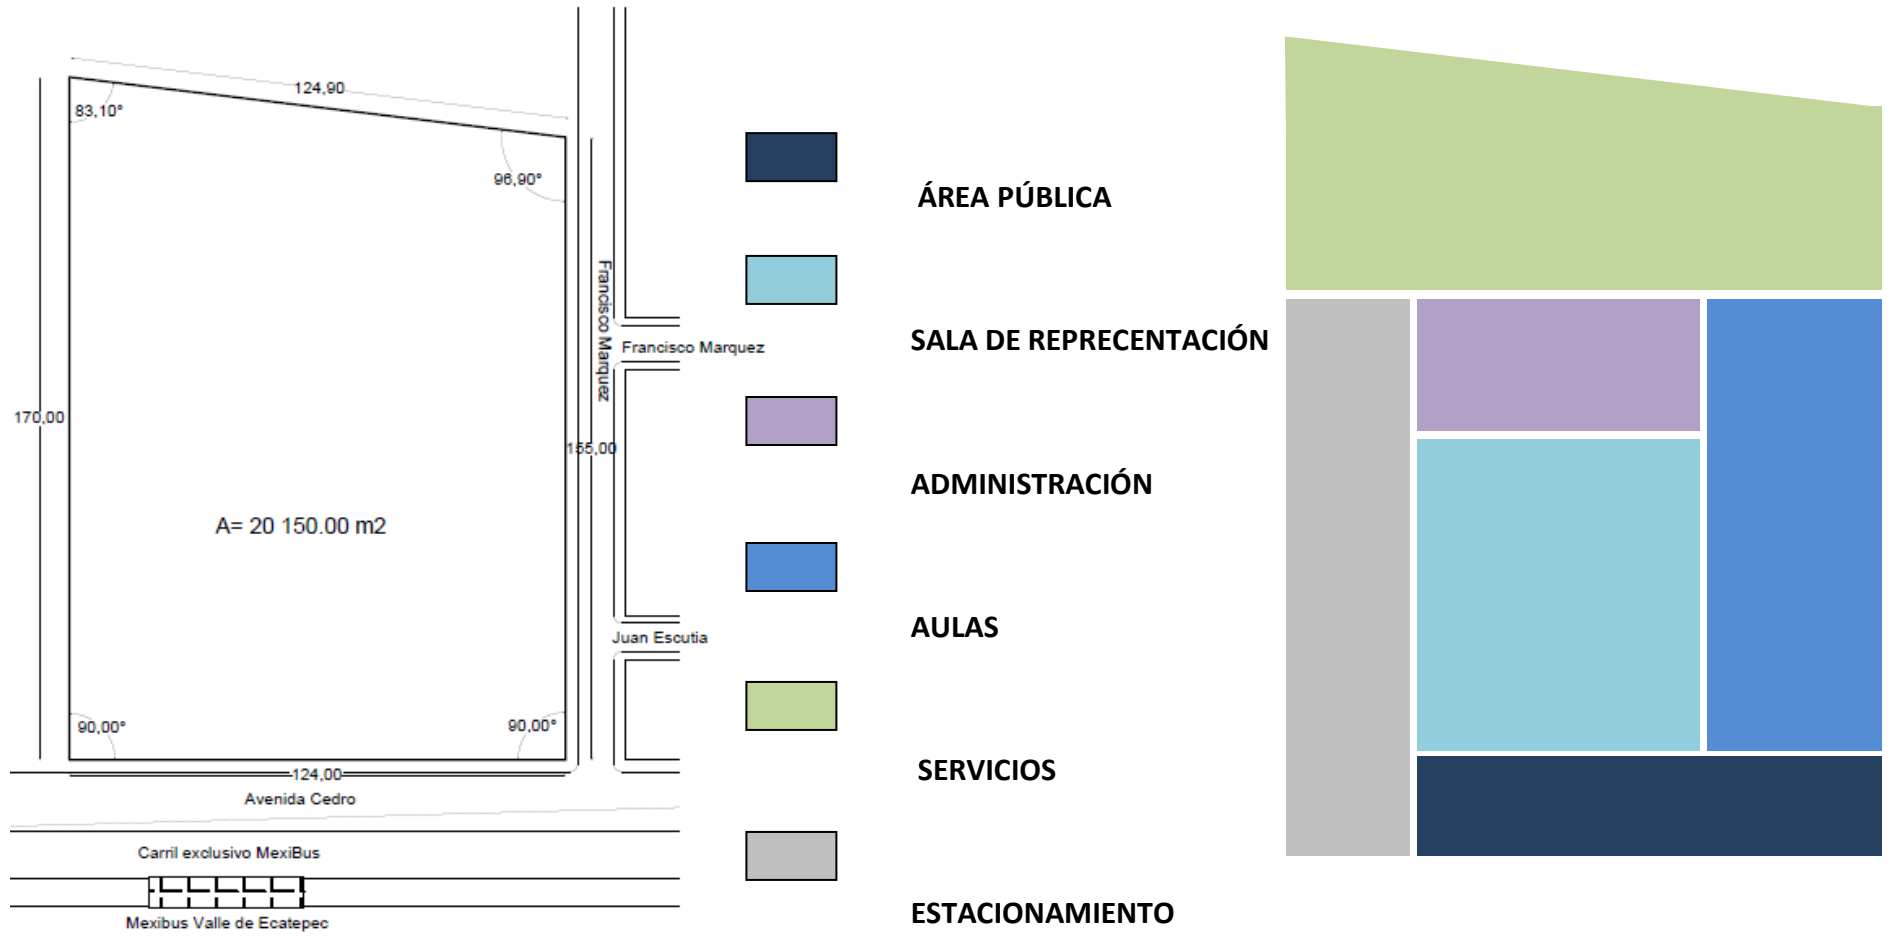 124,90
83,10°
96,90°
Francisco Marquez
Francisco Marquez
170,00
155,00
A= 20 150.00 m2
Juan Escutia
90,00°
90,00°
124,00
Avenida Cedro
Carril exclusivo MexiBus
Mexibus Valle de Ecatepec
ÁREA PÚBLICA
SALA DE REPRECENTACIÓN
ADMINISTRACIÓN
AULAS
SERVICIOS
ESTACIONAMIENTO